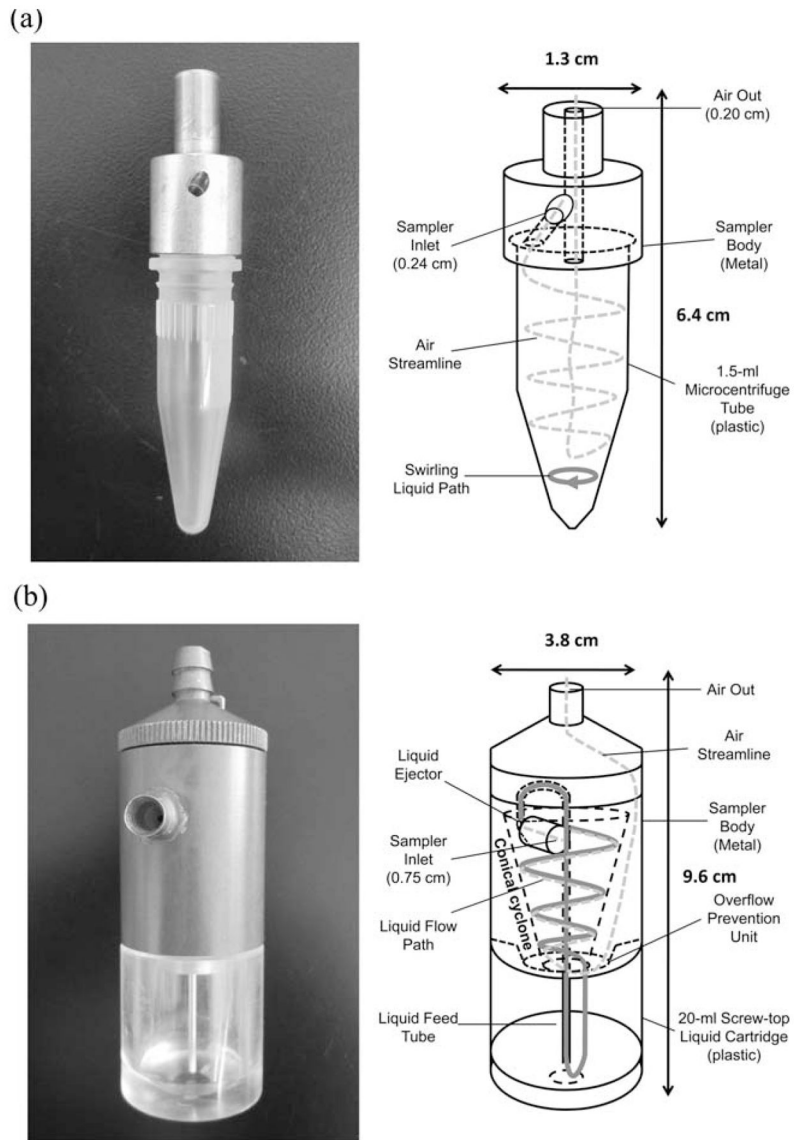 (a)
1.3 cm
Air Out
(0.20 cm)
Sampler
Inlet
(0.24 cm)
Sampler
Body
(Metal)
6.4 cm
Air
Streamline
1.5-ml
Microcentrifuge
Tube
(plastic)
Swirling
Liquid Path
(b)
3.8 cm
Air Out
Air
Streamline
Liquid
Ejector
Sampler
Inlet
(0.75 cm)
Sampler
Body
(Metal)
Conical cyclone
9.6 cm
Liquid Flow
Path
Overflow
Prevention
Unit
Liquid Feed
Tube
20-ml Screw-top
Liquid Cartridge
(plastic)